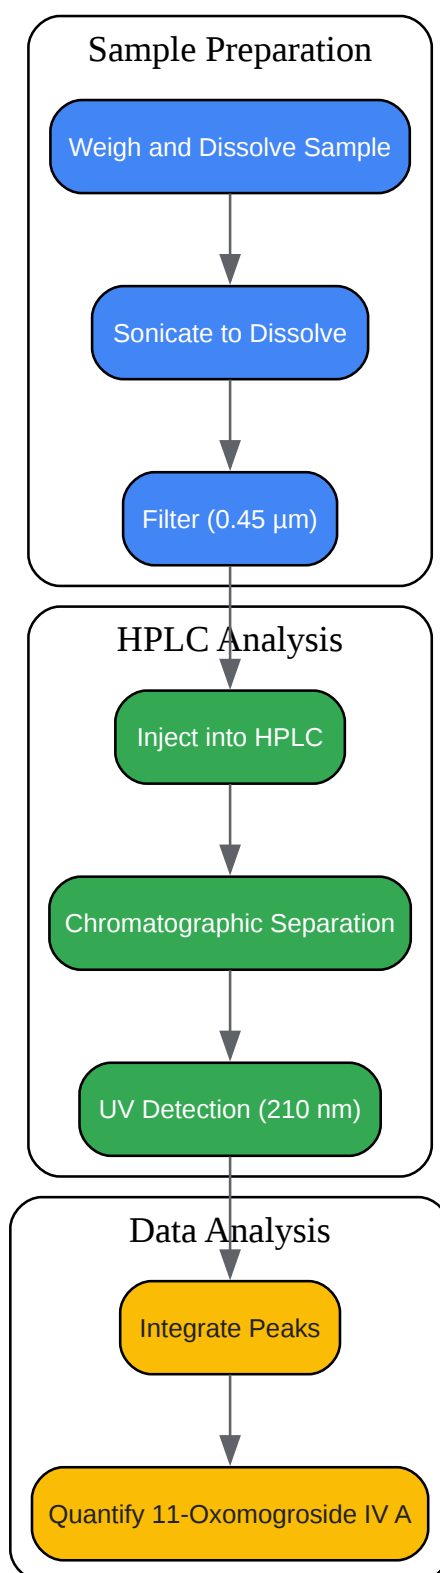 Sample Preparation
Weigh and Dissolve Sample
Sonicate to Dissolve
Filter (0.45 µm)
HPLC Analysis
Inject into HPLC
Chromatographic Separation
UV Detection (210 nm)
Data Analysis
Integrate Peaks
Quantify 11-Oxomogroside IV A